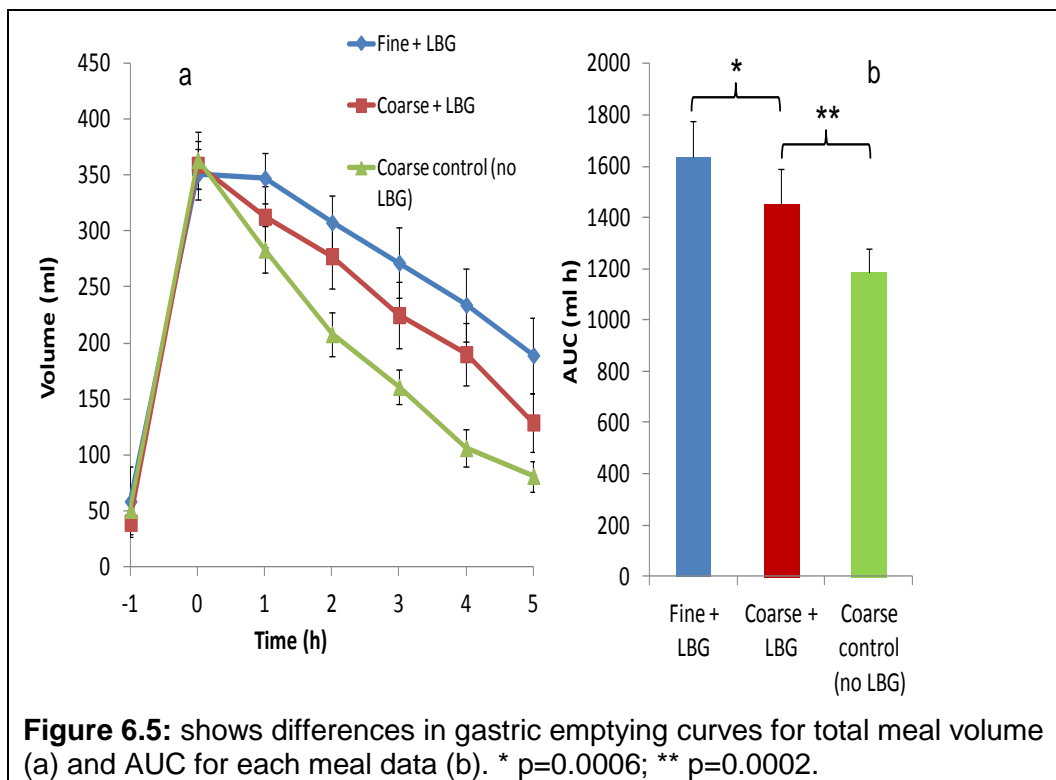 a
Fine + LBG
Coarse + LBG
Coarse control (no
LBG)
450
400
350
300
250
200
150
100
50
0
Volume (ml)
-1 0 1 2 3 4 5
Time (h)
b
*
**
2000
1800
1600
1400
1200
1000
800
600
400
200
0
AUC (ml h)
Fine +
LBG
Coarse +
LBG
Coarse
control
(no LBG)
Figure 6.5: shows differences in gastric emptying curves for total meal volume
(a) and AUC for each meal data (b). * p=0.0006; ** p=0.0002.